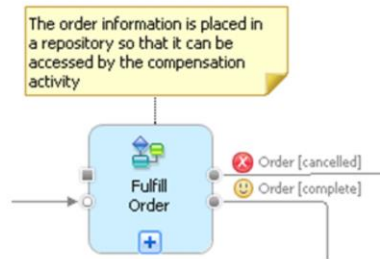 The order information is placed in
a repository so that it can be
accessed by the compensation
activity
Order [cancelled]
Order [complete]
Fulfill
Order